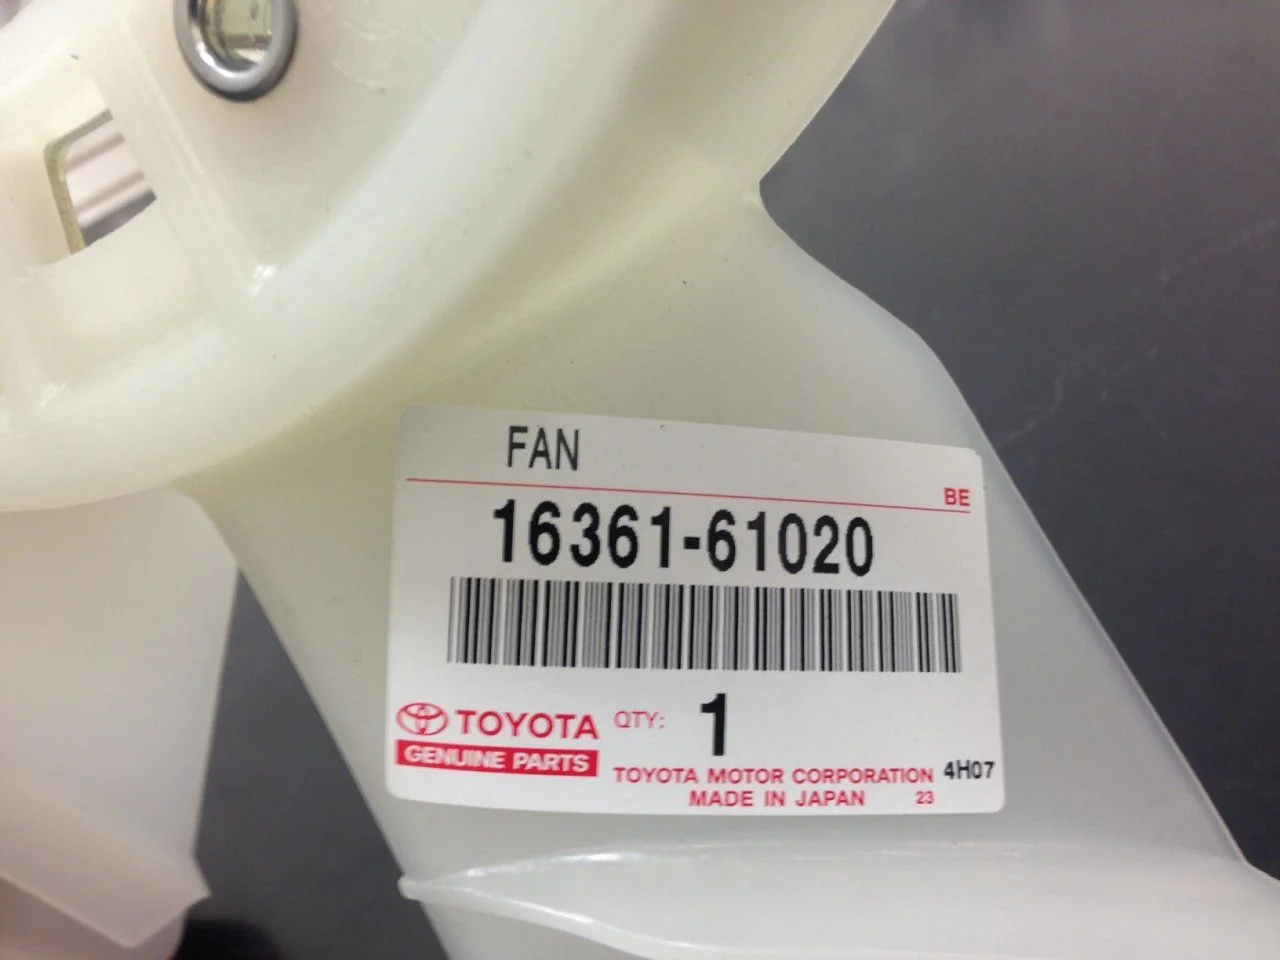 FAN
BE
16361-61020
TOYOTA
GENUINE PARTS
QTY: 1
TOYOTA MOTOR CORPORATION 4H07
MADE IN JAPAN 23